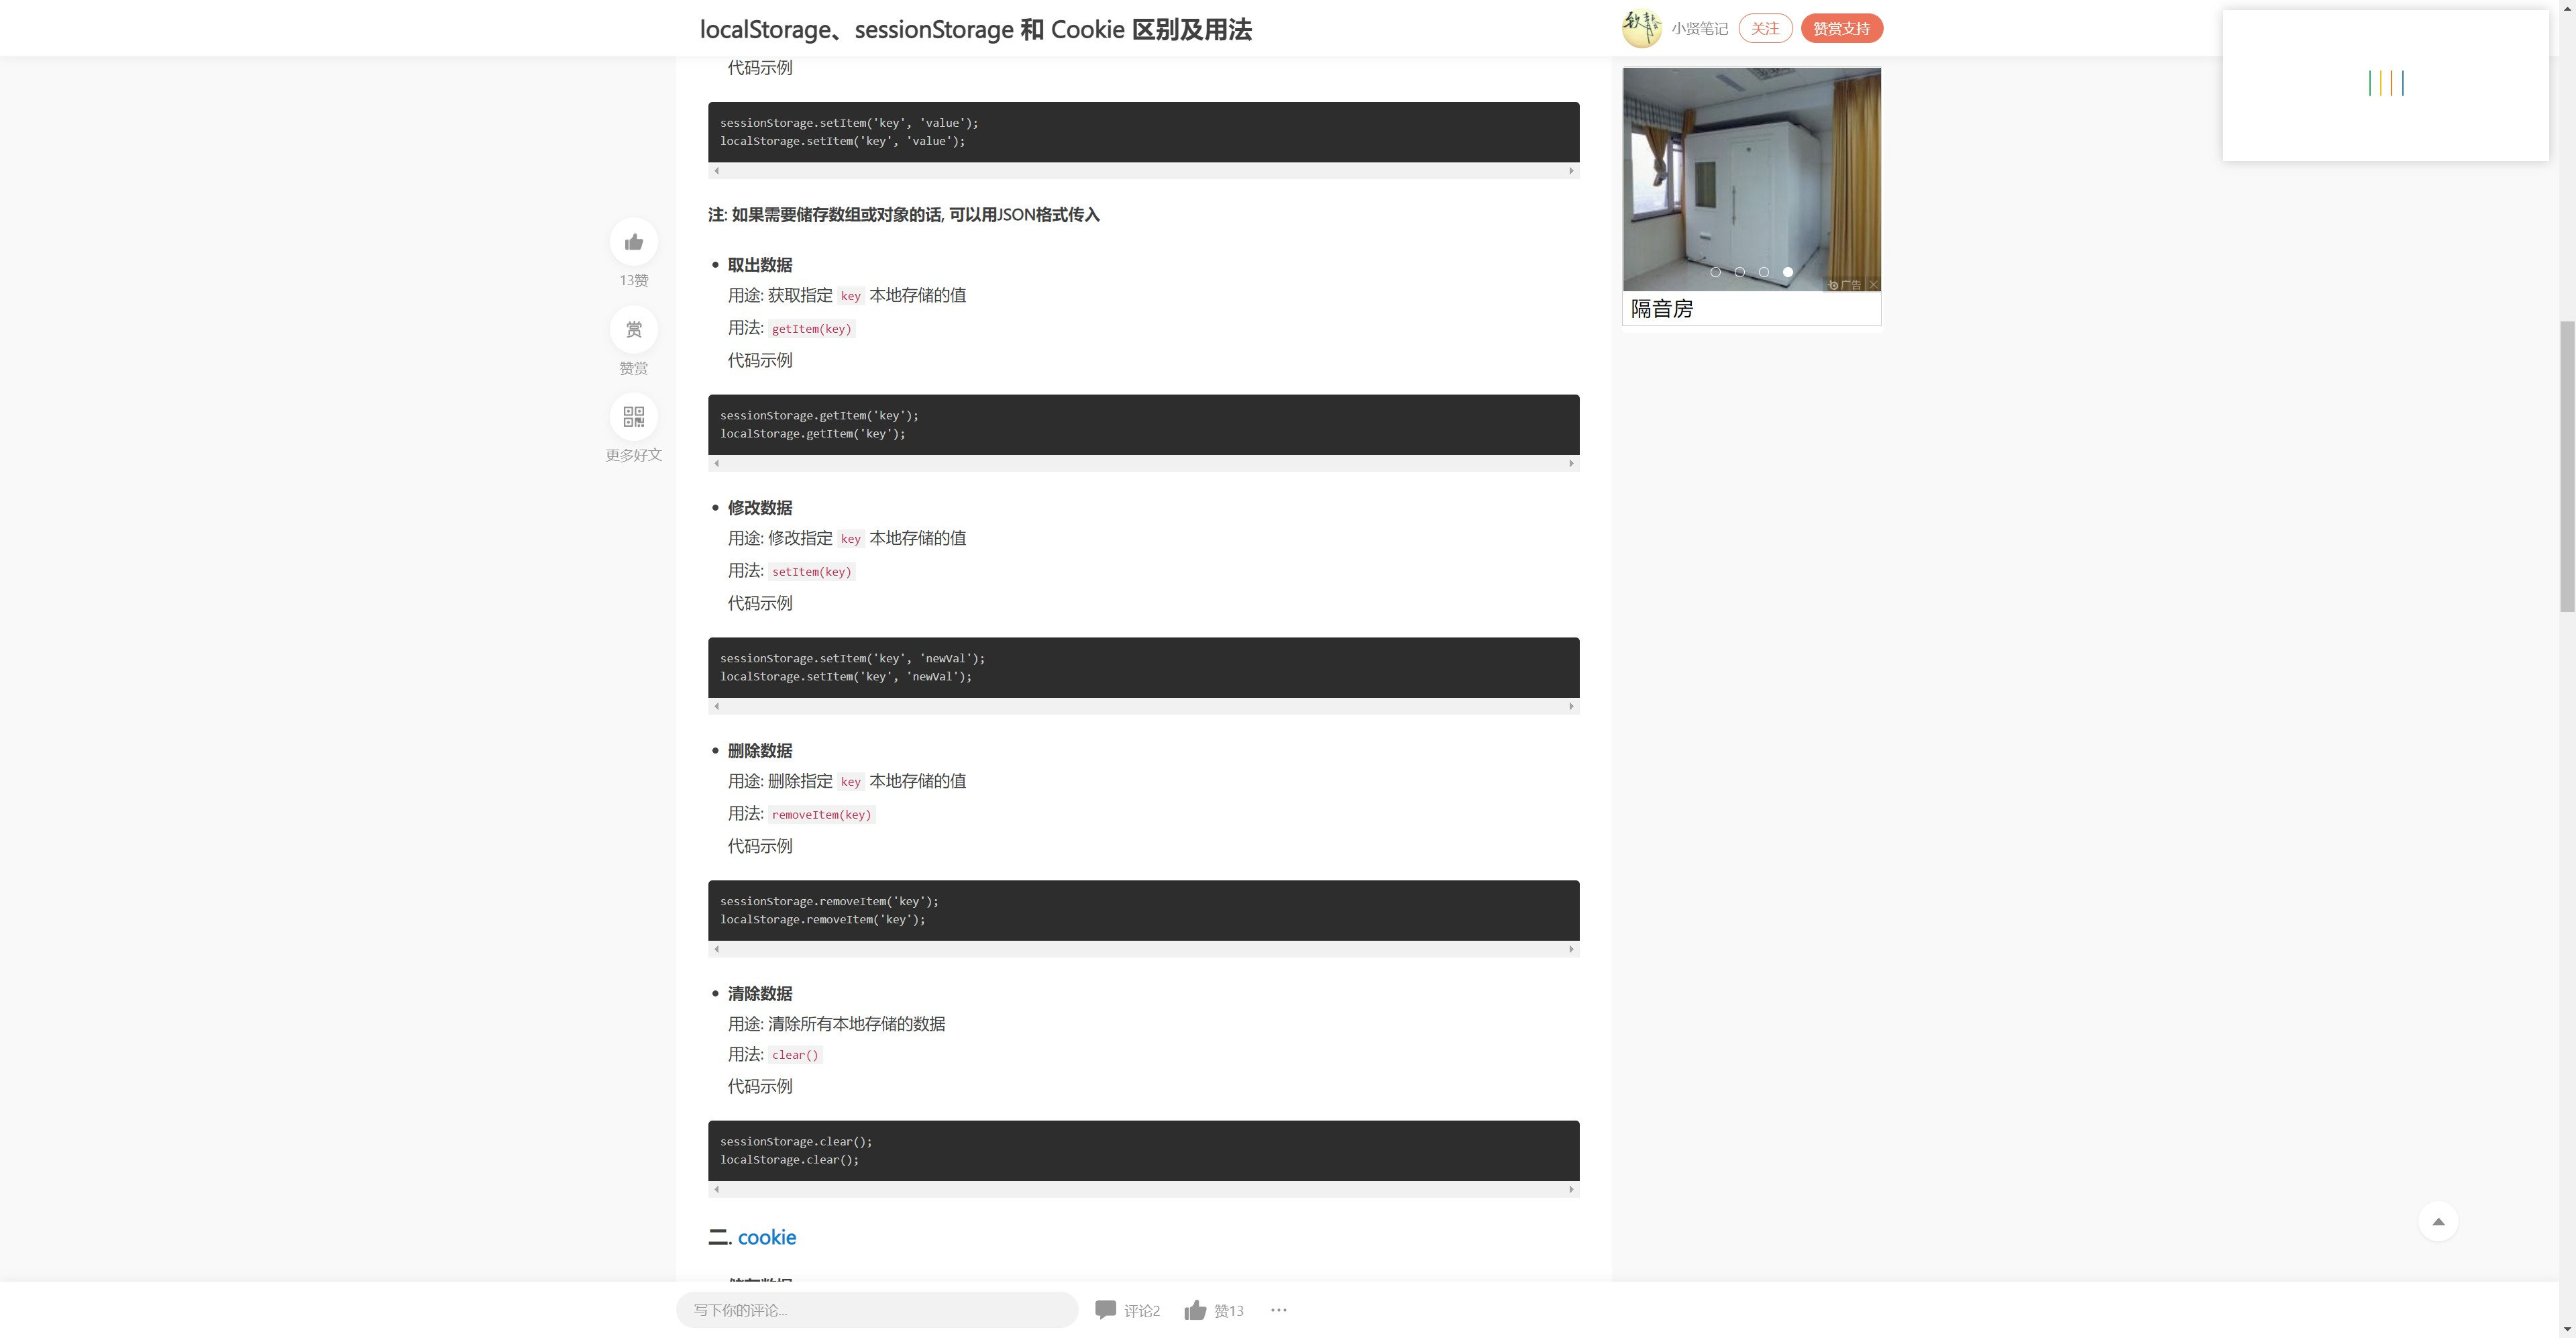 localStorage、sessionStorage 和 Cookie 区别及用法
小贤笔记
关注
赞赏支持
代码示例
sessionStorage.setItem('key', 'value');
localStorage.setItem('key', 'value');
注: 如果需要储存数组或对象的话, 可以用JSON格式传入
取出数据
用途: 获取指定 key 本地存储的值
用法: getItem(key)
代码示例
sessionStorage.getItem('key');
localStorage.getItem('key');
修改数据
用途: 修改指定 key 本地存储的值
用法: setItem(key)
代码示例
sessionStorage.setItem('key', 'newVal');
localStorage.setItem('key', 'newVal');
删除数据
用途: 删除指定 key 本地存储的值
用法: removeItem(key)
代码示例
sessionStorage.removeItem('key');
localStorage.removeItem('key');
清除数据
用途: 清除所有本地存储的数据
用法: clear()
代码示例
sessionStorage.clear();
localStorage.clear();
二. cookie
13赞
赏
赞赏
更多好文
广告
隔音房
写下你的评论...
评论2
赞13